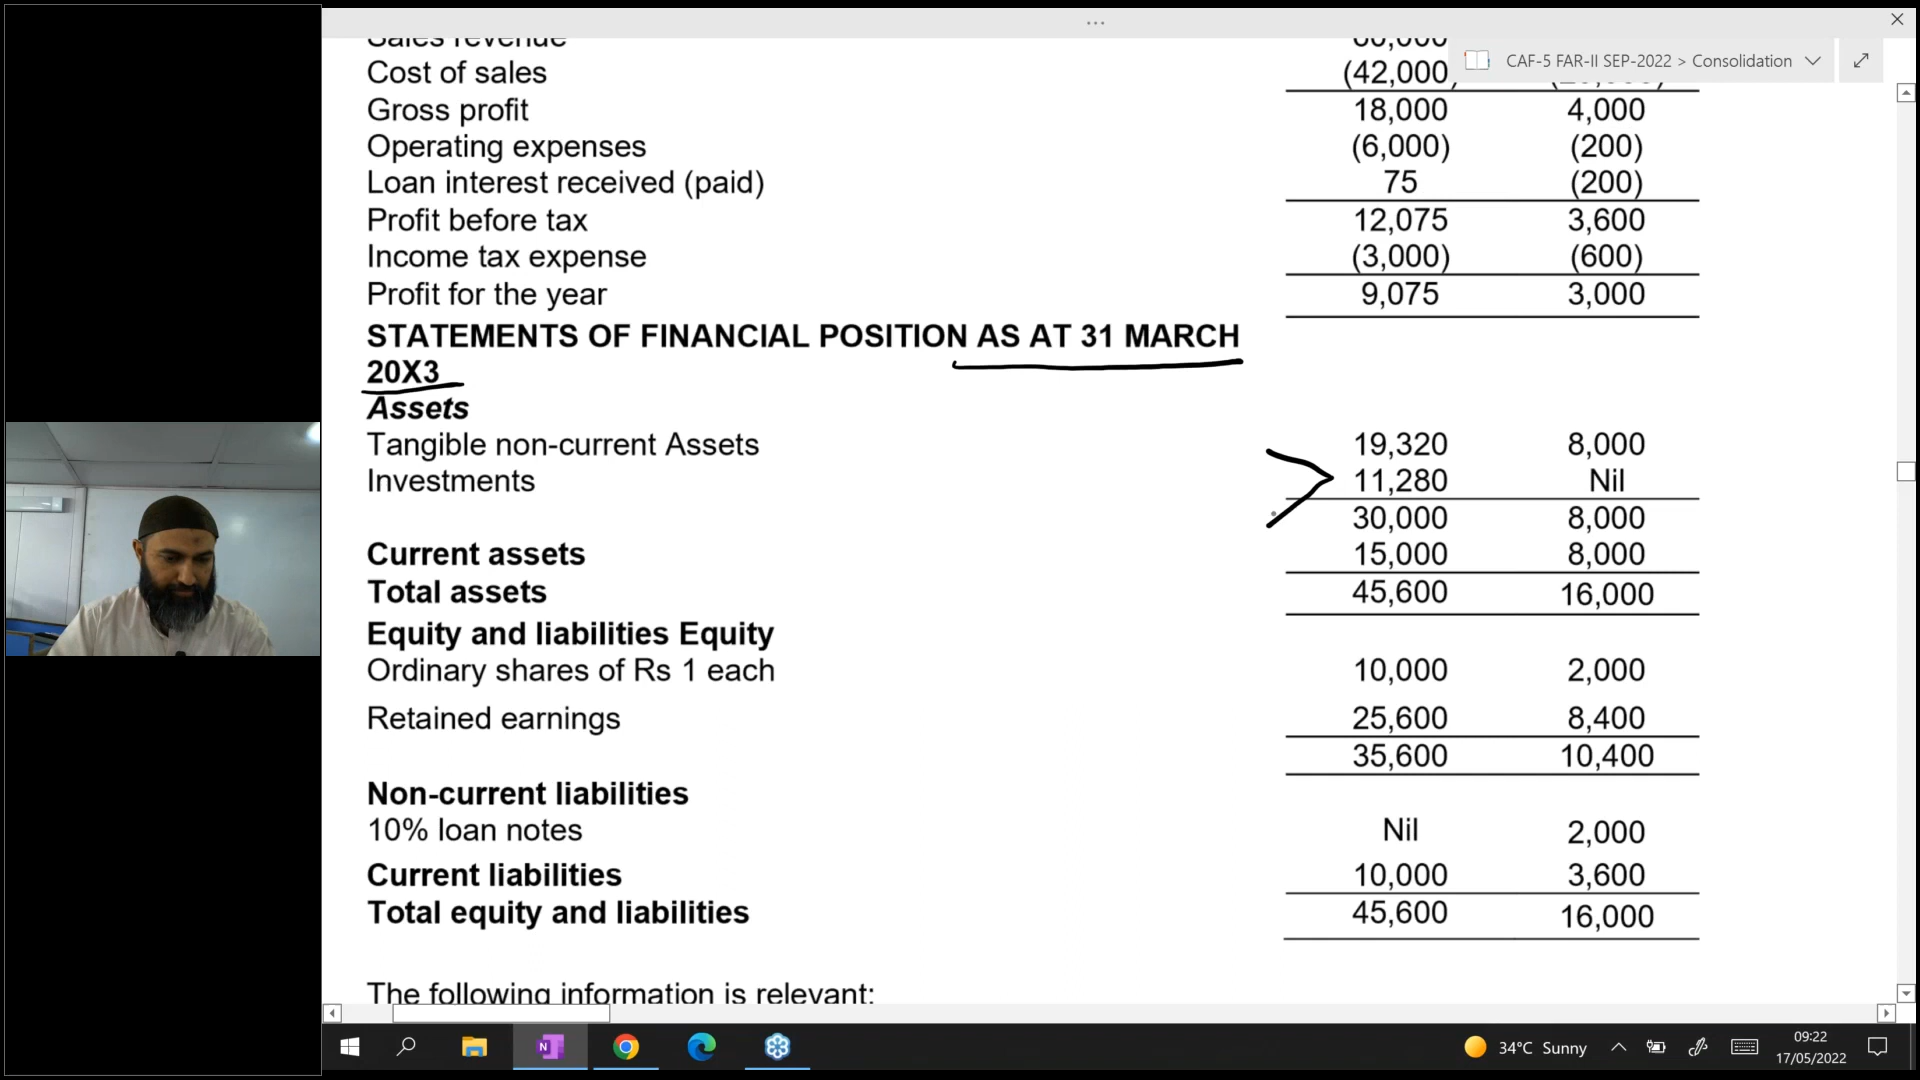 Sales revenue 60,000
CAF-5 FAR-II SEP-2022 > Consolidation
Cost of sales (42,000)
Gross profit 18,000 4,000
Operating expenses (6,000) (200)
Loan interest received (paid) 75 (200)
Profit before tax 12,075 3,600
Income tax expense (3,000) (600)
Profit for the year 9,075 3,000
STATEMENTS OF FINANCIAL POSITION AS AT 31 MARCH
20X3
Assets
Tangible non-current Assets 19,320 8,000
Investments 11,280 Nil
30,000 8,000
Current assets 15,000 8,000
Total assets 45,600 16,000
Equity and liabilities Equity
Ordinary shares of Rs 1 each 10,000 2,000
Retained earnings 25,600 8,400
35,600 10,400
Non-current liabilities
10% loan notes Nil 2,000
Current liabilities 10,000 3,600
Total equity and liabilities 45,600 16,000
The following information is relevant:
34°C Sunny
09:22
17/05/2022